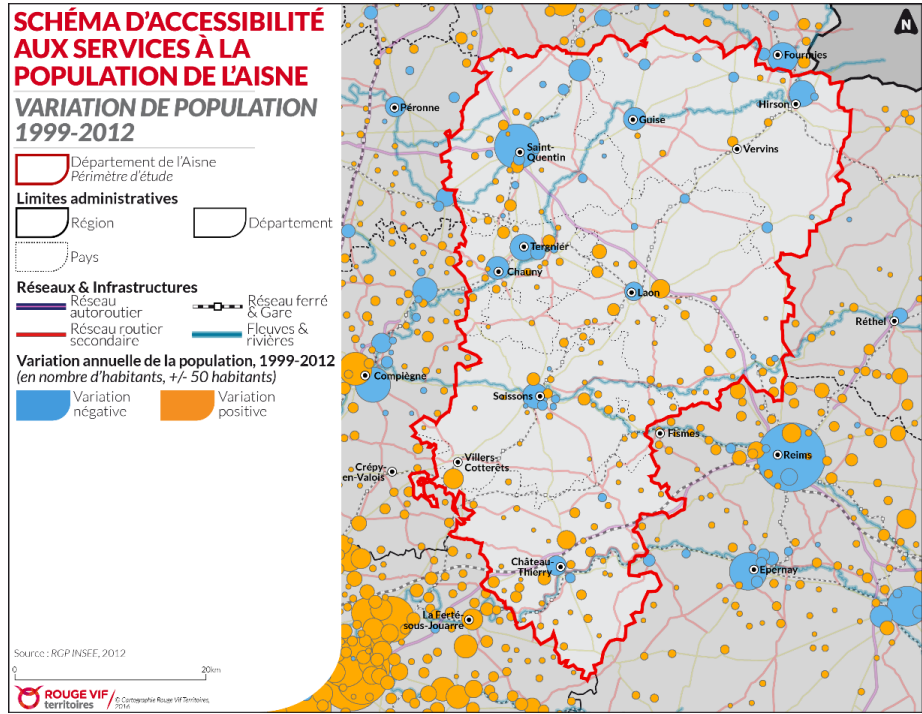 SCHÉMA D'ACCESSIBILITÉ
AUX SERVICES À LA
POPULATION DE L'AISNE
VARIATION DE POPULATION
1999-2012
Département de l'Aisne
Périmètre d'étude
Limites administratives
Région
Département
Pays
Réseaux & Infrastructures
Réseau
autoroutier
Réseau ferré
& Gare
Réseau routier
secondaire
Fleuves &
rivières
Variation annuelle de la population, 1999-2012
(en nombre d'habitants, +/- 50 habitants)
Variation
négative
Variation
positive
Source : RGP INSEE, 2012
0
20km
ROUGE VIF
territoires
© Cartographie Rouge Vif Territoires,
2014
N
Fourmies
Péronne
Hirson
Guise
Saint-
Quentin
Vervins
Tergnier
Chauny
Laon
Réthel
Compiègne
Soissons
Fismes
Reims
Villers-
Cotterêts
Crépy-
en-Valois
Château-
Thierry
Epernay
La Ferté-
sous-Jouarre